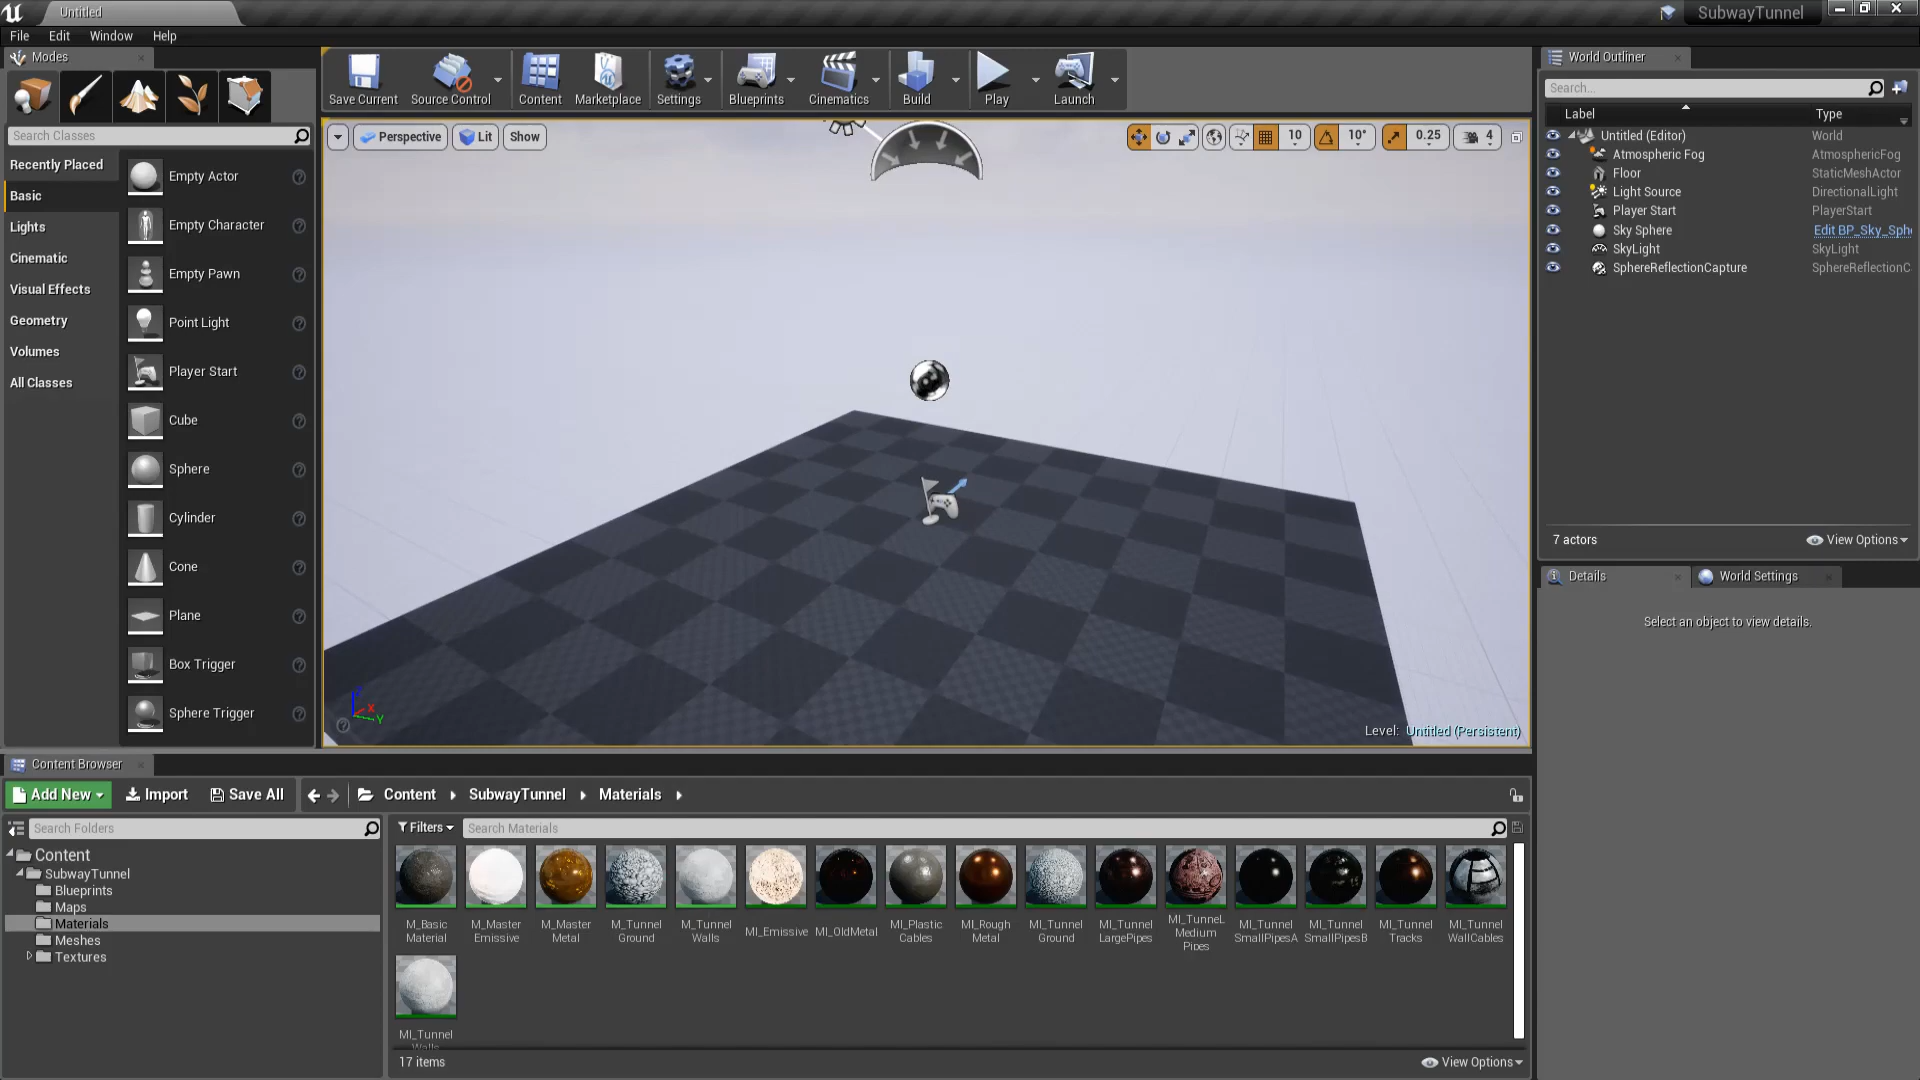 Untitled
SubwayTunnel
File Edit Window Help
Modes
Search Classes
Recently Placed
Basic
Lights
Cinematic
Visual Effects
Geometry
Volumes
All Classes
Empty Actor
Empty Character
Empty Pawn
Point Light
Player Start
Cube
Sphere
Cylinder
Cone
Plane
Box Trigger
Sphere Trigger
Save Current
Source Control
Content
Marketplace
Settings
Blueprints
Cinematics
Build
Play
Launch
Perspective
Lit
Show
10
10°
0.25
4
X
Y
Level: Untitled (Persistent)
World Outliner
Search...
Label Type
Untitled (Editor) World
Atmospheric Fog AtmosphericFog
Floor StaticMeshActor
Light Source DirectionalLight
Player Start PlayerStart
Sky Sphere Edit BP_Sky_Sph
SkyLight SkyLight
SphereReflectionCapture SphereReflectionC
7 actors
View Options
Details
World Settings
Select an object to view details.
Content Browser
Add New
Import
Save All
Content
SubwayTunnel
Materials
Search Folders
Content
SubwayTunnel
Blueprints
Maps
Materials
Meshes
Textures
Filters
Search Materials
M_Basic
Material
M_Master
Emissive
M_Master
Metal
M_Tunnel
Ground
M_Tunnel
Walls
MI_Emissive
MI_OldMetal
MI_Plastic
Cables
MI_Rough
Metal
MI_Tunnel
Ground
MI_Tunnel
LargePipes
MI_TunneL
Medium
Pipes
MI_Tunnel
SmallPipesA
MI_Tunnel
SmallPipesB
MI_Tunnel
Tracks
MI_Tunnel
WallCables
MI_Tunnel
Walls
17 items
View Options